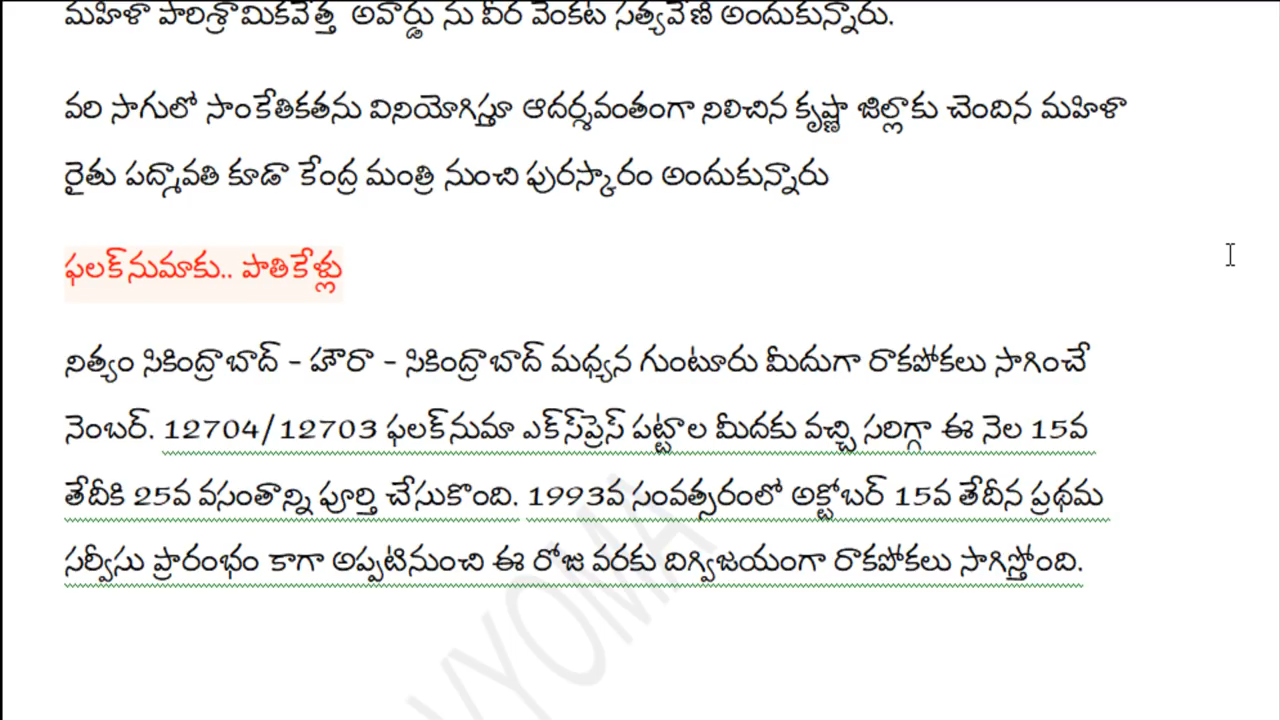 మహిళా పారిశ్రామికవేత్త అవార్డు ను వీర వెంకట సత్యవేణి అందుకున్నారు.
వరి సాగులో సాంకేతికతను వినియోగిస్తూ ఆదర్శవంతంగా నిలిచిన కృష్ణా జిల్లాకు చెందిన మహిళా
రైతు పద్మావతి కూడా కేంద్ర మంత్రి నుంచి పురస్కారం అందుకున్నారు
ఫలక్‌నుమాకు.. పాతికేళ్లు
నిత్యం సికింద్రాబాద్ - హౌరా - సికింద్రాబాద్ మధ్యన గుంటూరు మీదుగా రాకపోకలు సాగించే
నెంబర్. 12704/12703 ఫలక్‌నుమా ఎక్స్‌ప్రెస్ పట్టాల మీదకు వచ్చి సరిగ్గా ఈ నెల 15వ
తేదీకి 25వ వసంతాన్ని పూర్తి చేసుకొంది. 1993వ సంవత్సరంలో అక్టోబర్ 15వ తేదీన ప్రథమ
సర్వీసు ప్రారంభం కాగా అప్పటినుంచి ఈ రోజు వరకు దిగ్విజయంగా రాకపోకలు సాగిస్తోంది.
VYOMA